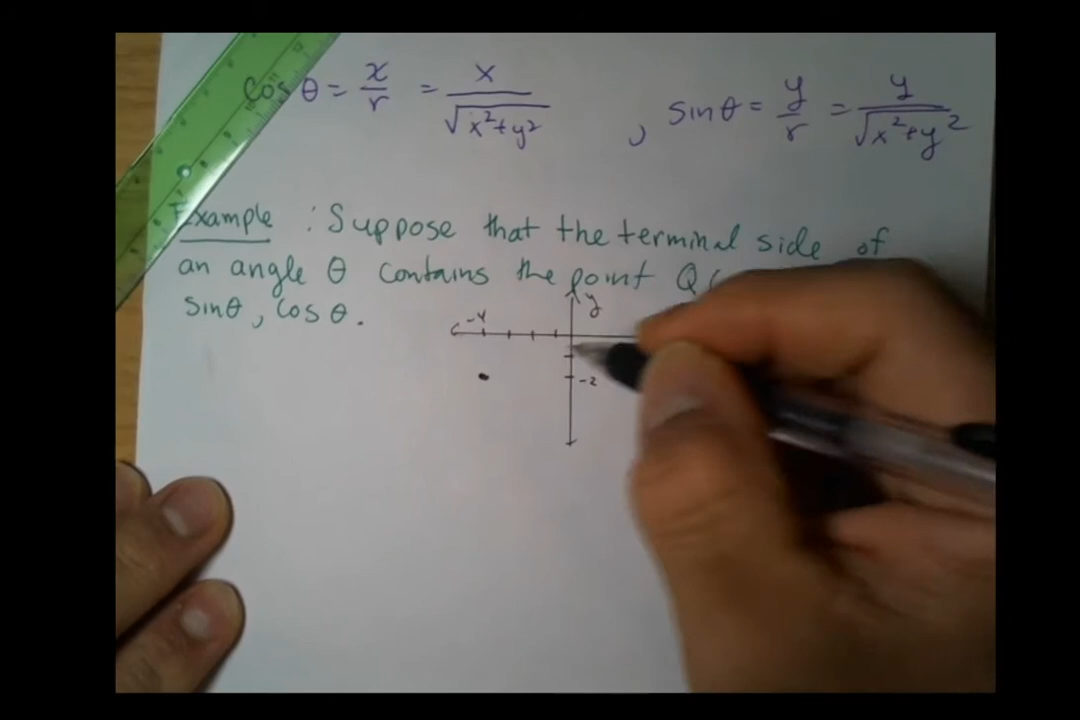 cos θ = x/r = x/√x²+y² , sin θ = y/r = y/√x²+y²
Example : Suppose that the terminal side of
an angle θ contains the point Q(
sin θ, cos θ.
y
-4
-2